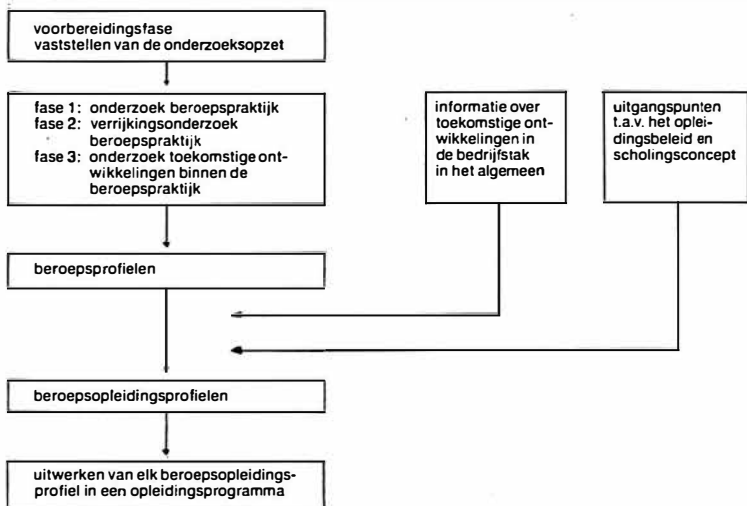 voorbereidingsfase
vaststellen van de onderzoeksopzet
fase 1: onderzoek beroepspraktijk
fase 2: verrijkingsonderzoek
beroepspraktijk
fase 3: onderzoek toekomstige ont-
wikkelingen binnen de
beroepspraktijk
informatie over
toekomstige ont-
wikkelingen in
de bedrijfstak
in het algemeen
uitgangspunten
t.a.v. het oplei-
dingsbeleid en
scholingsconcept
beroepsprofielen
beroepsopleidingsprofielen
uitwerken van elk beroepsopleidings-
profiel in een opleidingsprogramma